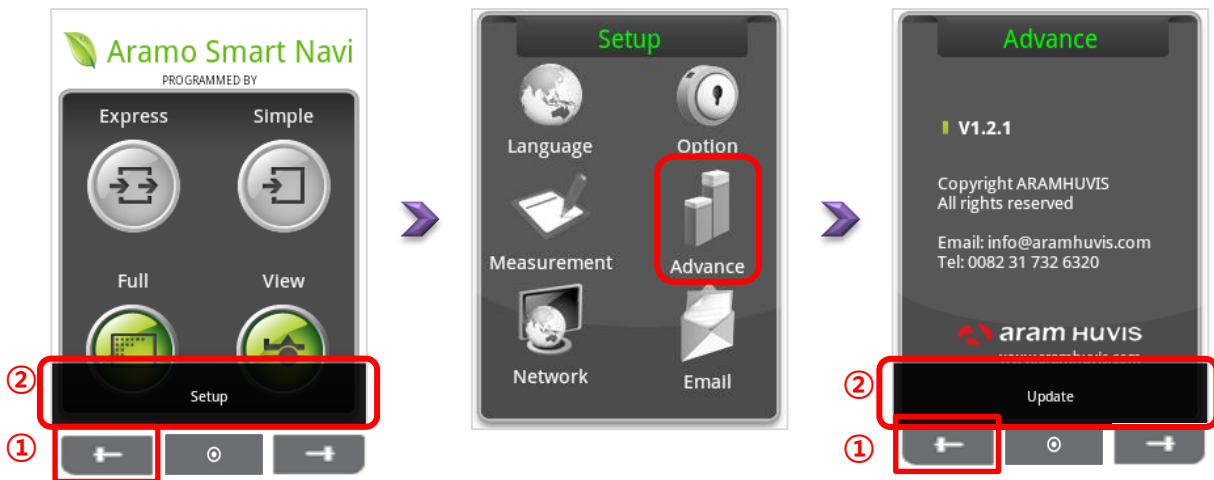 Aramo Smart Navi
PROGRAMMED BY
Express
Simple
Full
View
②
Setup
①
Setup
Language
Option
Measurement
Advance
Network
Email
Advance
V1.2.1
Copyright ARAMHUVIS
All rights reserved
Email: info@aramhuvis.com
Tel: 0082 31 732 6320
aram HUVIS
②
Update
①